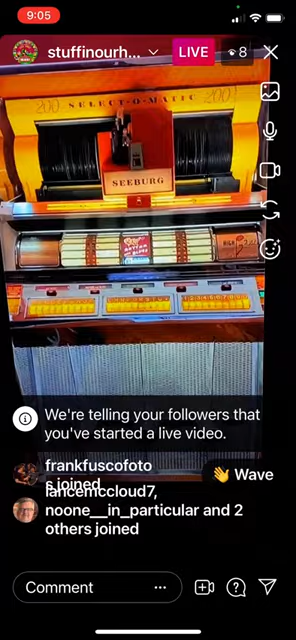 9:05
stuffinourh...
LIVE
8
200 SELECT-O-MATIC 200
SEEBURG
We're telling your followers that
you've started a live video.
frankfuscofoto
s joined
Wave
lancemccloud7,
noone__in_particular and 2
others joined
Comment